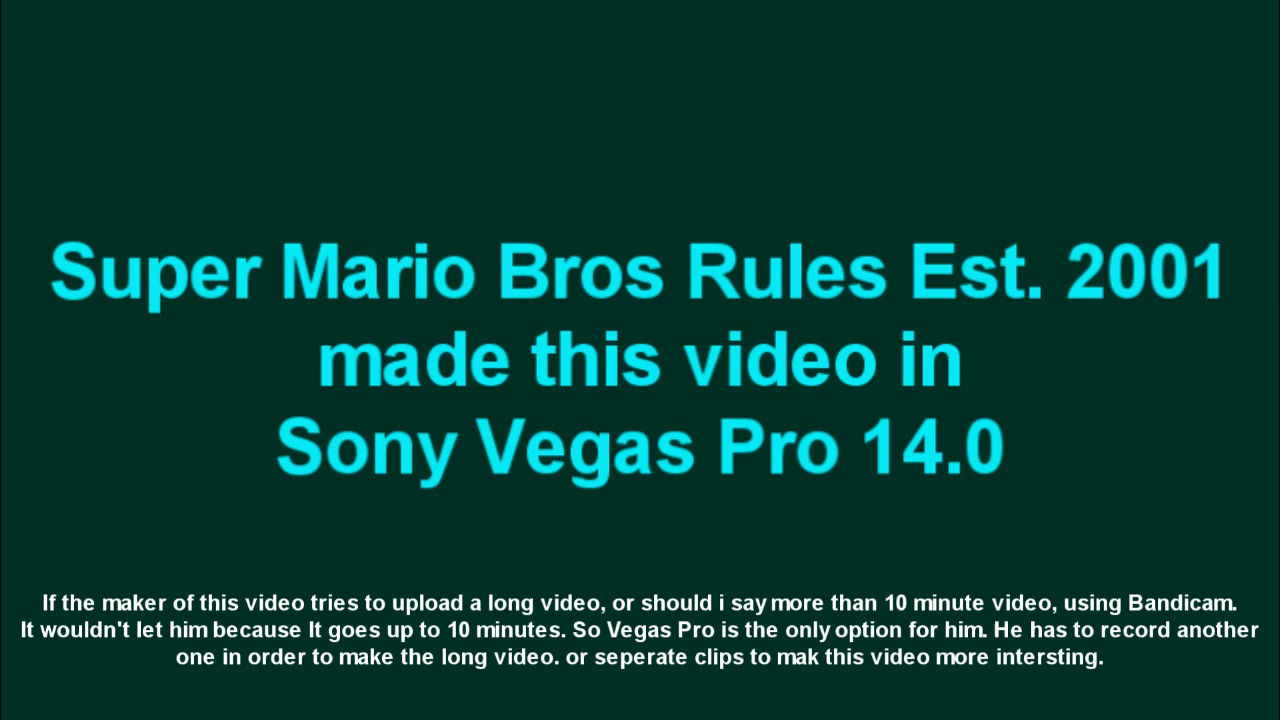 Super Mario Bros Rules Est. 2001
made this video in
Sony Vegas Pro 14.0
If the maker of this video tries to upload a long video, or should i say more than 10 minute video, using Bandicam.
It wouldn't let him because It goes up to 10 minutes. So Vegas Pro is the only option for him. He has to record another
one in order to make the long video. or seperate clips to mak this video more intersting.